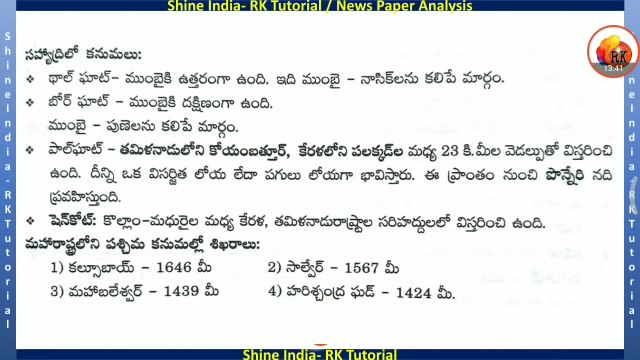 Shine India- RK Tutorial / News Paper Analysis
సహ్యాద్రిలో కనుమలు:
❖ థాల్ ఘాట్– ముంబైకి ఉత్తరంగా ఉంది. ఇది ముంబై – నాసిక్‌లను కలిపే మార్గం.
❖ బోర్ ఘాట్ – ముంబైకి దక్షిణంగా ఉంది.
ముంబై – పుణెలను కలిపే మార్గం.
❖ పాల్‌ఘాట్ – తమిళనాడులోని కోయంబత్తూర్, కేరళలోని పలక్కడ్‌ల మధ్య 23 కి.మీల వెడల్పుతో విస్తరించి
ఉంది. దీన్ని ఒక విసర్జిత లోయ లేదా పగులు లోయగా భావిస్తారు. ఈ ప్రాంతం నుంచి పొన్నేరి నది
ప్రవహిస్తుంది.
❖ షెన్‌కోట్: కొల్లాం–మధురైల మధ్య కేరళ, తమిళనాడురాష్ట్రాల సరిహద్దులలో విస్తరించి ఉంది.
మహారాష్ట్రలోని పశ్చిమ కనుమల్లో శిఖరాలు:
1) కల్సూబాయ్ – 1646 మీ 2) సాల్వేర్ – 1567 మీ
3) మహాబలేశ్వర్ – 1439 మీ 4) హరిశ్చంద్ర ఘడ్ – 1424 మీ.
Shine India- RK Tutorial
ShineIndia-RKTutorial
ShineIndia-RKTutorial
RK
13:41